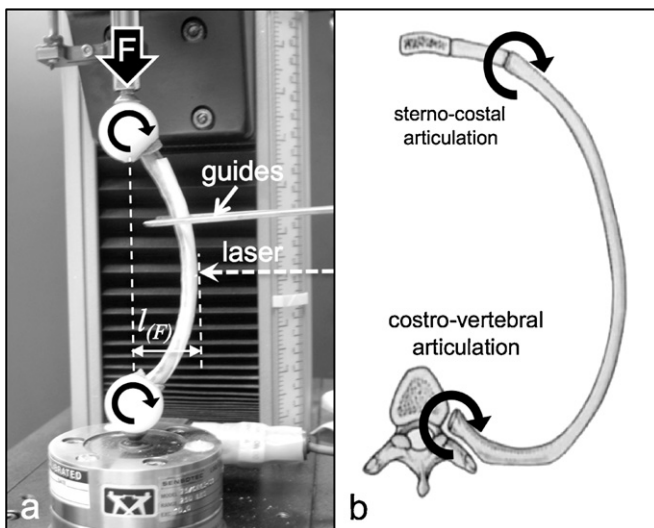 F
guides
laser
l(F)
a
sterno-costal
articulation
costro-vertebral
articulation
b